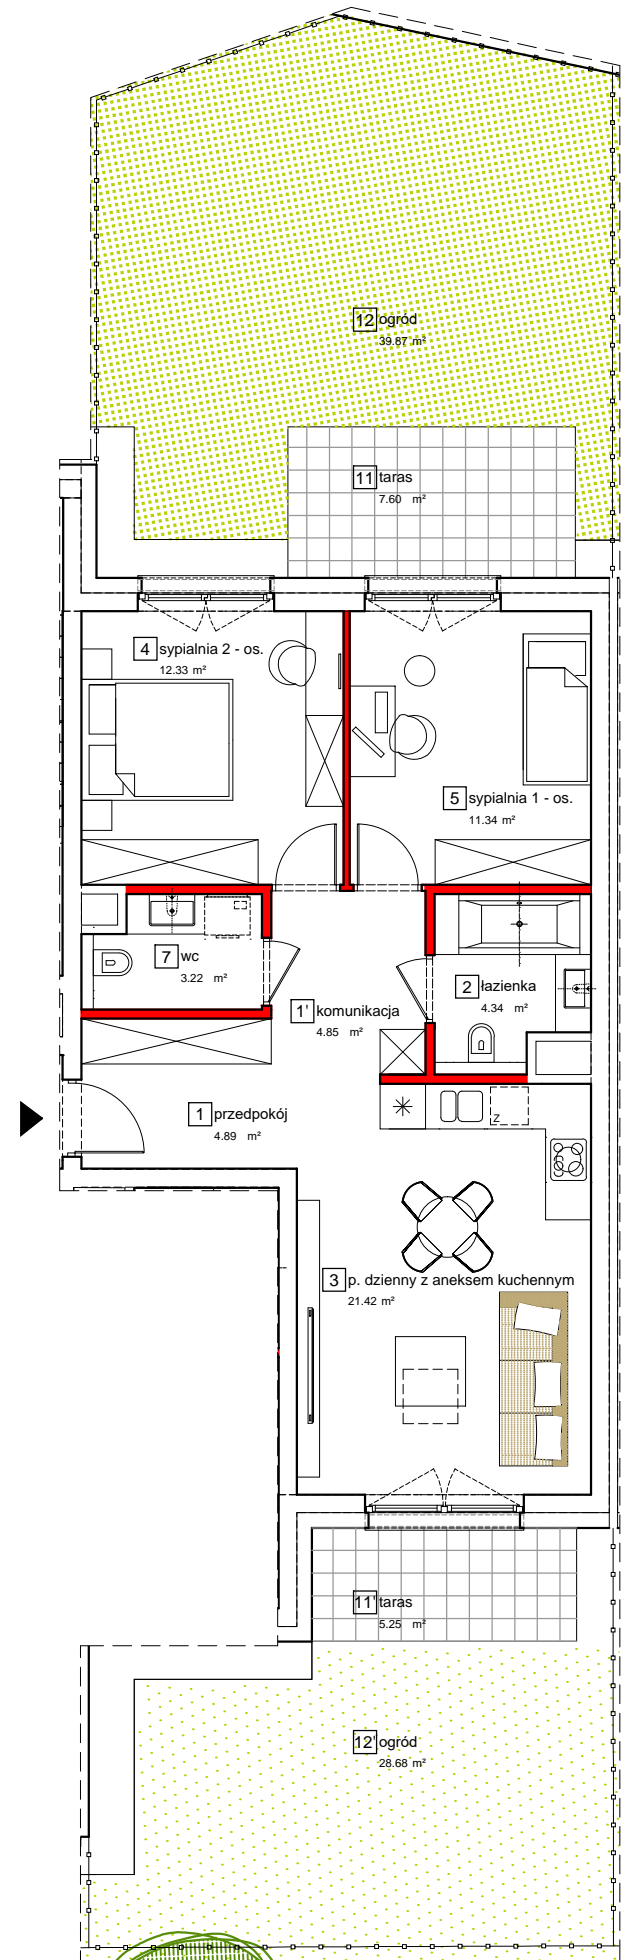 12 ogród
39.87 m²
11 taras
7.60 m²
4 sypialnia 2 - os.
12.33 m²
5 sypialnia 1 - os.
11.34 m²
7 wc
3.22 m²
2 łazienka
4.34 m²
1' komunikacja
4.85 m²
1 przedpokój
4.89 m²
Z
3 p. dzienny z aneksem kuchennym
21.42 m²
11' taras
5.25 m²
12' ogród
28.68 m²